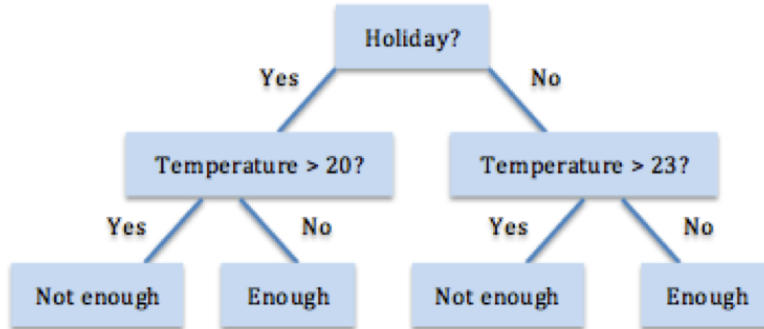 Holiday?
Yes
No
Temperature > 20?
Temperature > 23?
Yes
No
Yes
No
Not enough
Enough
Not enough
Enough